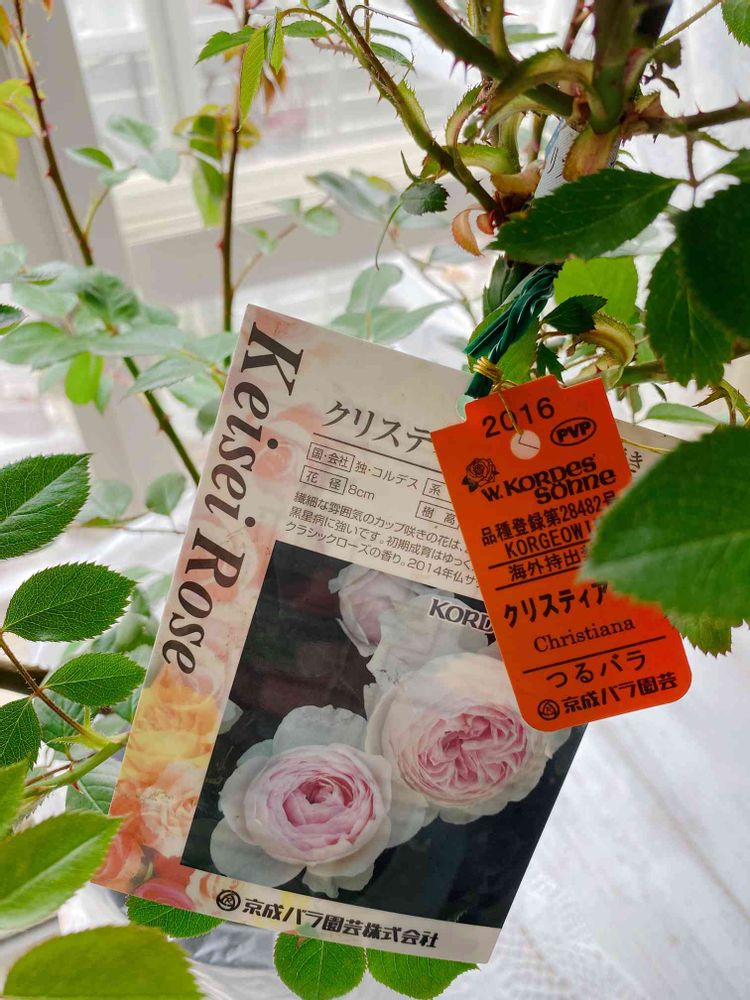 Keisei Rose
クリスティ
国・会社 独・コルデス 系
花径 8cm
樹高
繊細な雰囲気のカップ咲きの花は、
黒星病に強いです。初期成育はゆっく
クラシックローズの香り。2014年仏サ
KORD
京成バラ園芸株式会社
2016
PVP
W. KORDES'
SÖHNE
品種登録第28482号
KORGEOWI
海外持出
クリスティア
Christiana
つるバラ
京成バラ園芸